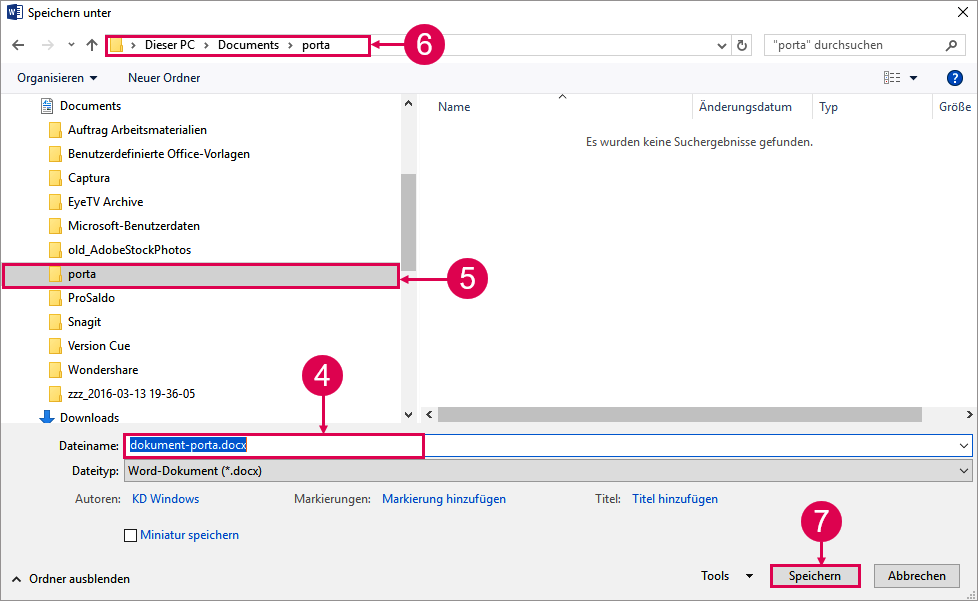 Speichern unter
Dieser PC > Documents > porta
6
"porta" durchsuchen
Organisieren
Neuer Ordner
?
Documents
Auftrag Arbeitsmaterialien
Benutzerdefinierte Office-Vorlagen
Captura
EyeTV Archive
Microsoft-Benutzerdaten
old_AdobeStockPhotos
porta
5
ProSaldo
Snagit
Version Cue
Wondershare
zzz_2016-03-13 19-36-05
Downloads
Name Änderungsdatum Typ Größe
Es wurden keine Suchergebnisse gefunden.
4
Dateiname: dokument-porta.docx
Dateityp: Word-Dokument (*.docx)
Autoren: KD Windows Markierungen: Markierung hinzufügen Titel: Titel hinzufügen
Miniatur speichern
7
Ordner ausblenden
Tools Speichern Abbrechen